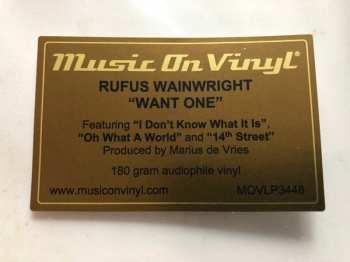 Music On Vinyl®
RUFUS WAINWRIGHT
“WANT ONE”
Featuring “I Don’t Know What It Is”,
“Oh What A World” and “14th Street”
Produced by Marius de Vries
180 gram audiophile vinyl
www.musiconvinyl.com MOVLP3448